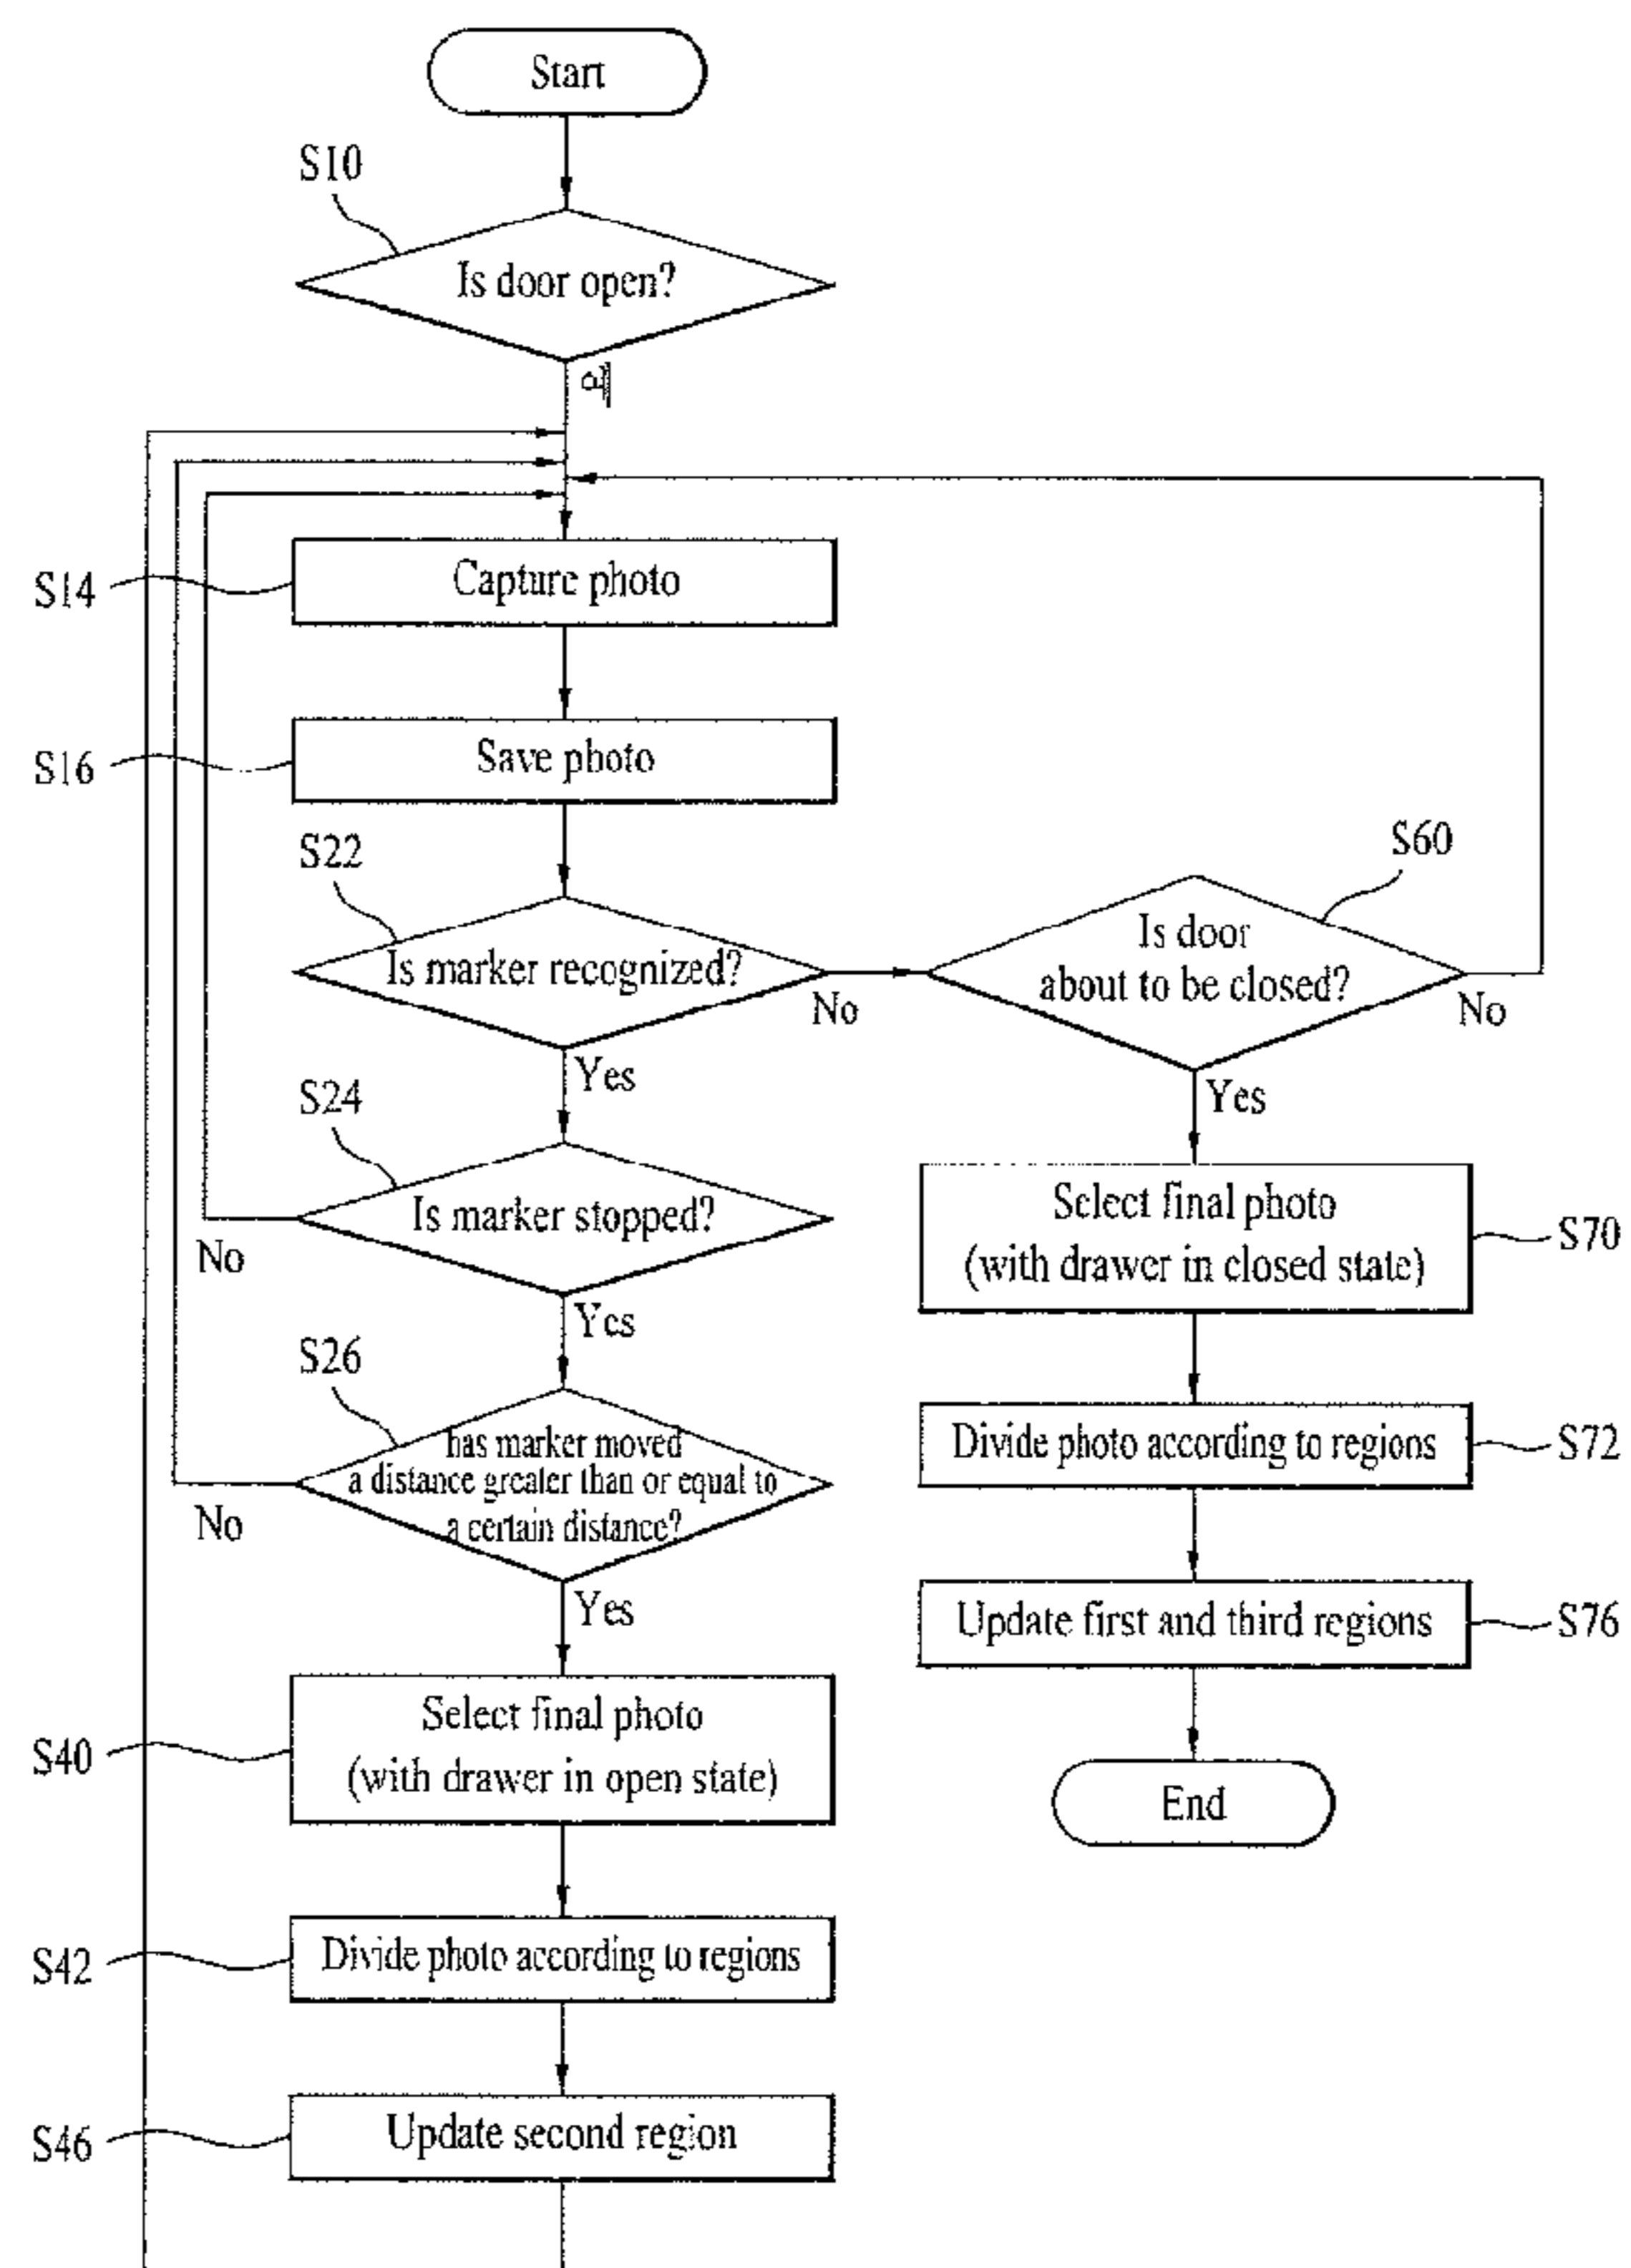 Start
S10
Is door open?
예
S14
Capture photo
S16
Save photo
S22
Is marker recognized?
No
Yes
S60
Is door
about to be closed?
No
Yes
S24
Is marker stopped?
No
Yes
S26
has marker moved
a distance greater than or equal to
a certain distance?
No
Yes
S40
Select final photo
(with drawer in open state)
S42
Divide photo according to regions
S46
Update second region
Select final photo
(with drawer in closed state)
S70
Divide photo according to regions
S72
Update first and third regions
S76
End